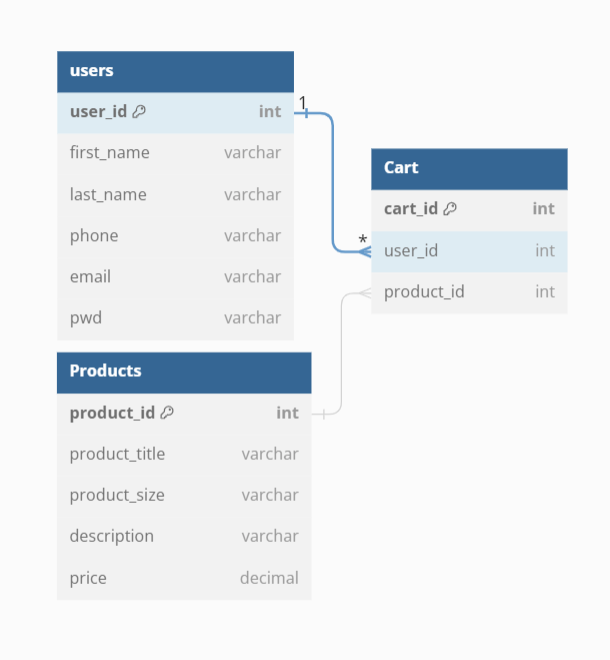 users
user_id int
first_name varchar
last_name varchar
phone varchar
email varchar
pwd varchar
1
*
Cart
cart_id int
user_id int
product_id int
Products
product_id int
product_title varchar
product_size varchar
description varchar
price decimal